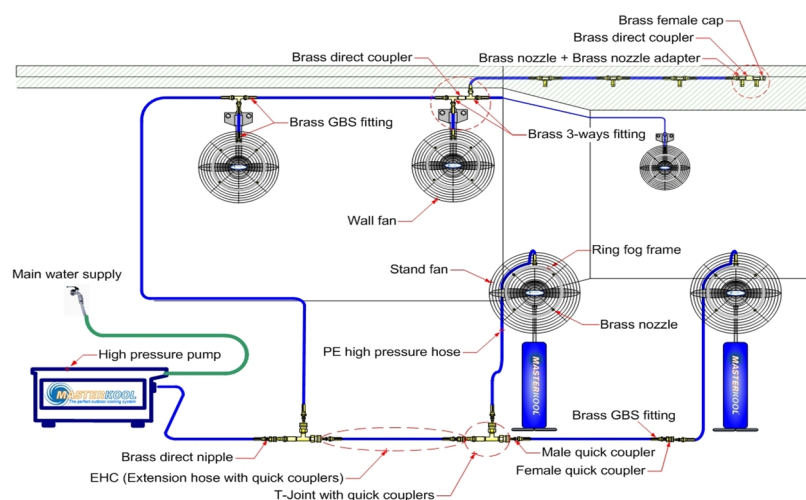 Brass female cap
Brass direct coupler
Brass direct coupler
Brass nozzle + Brass nozzle adapter
Brass GBS fitting
Brass 3-ways fitting
Wall fan
Stand fan
Ring fog frame
Main water supply
Brass nozzle
High pressure pump
PE high pressure hose
MASTERKOOL
The perfect outdoor cooling system
MASTERKOOL
MASTERKOOL
Brass GBS fitting
Brass direct nipple
Male quick coupler
Female quick coupler
EHC (Extension hose with quick couplers)
T-Joint with quick couplers